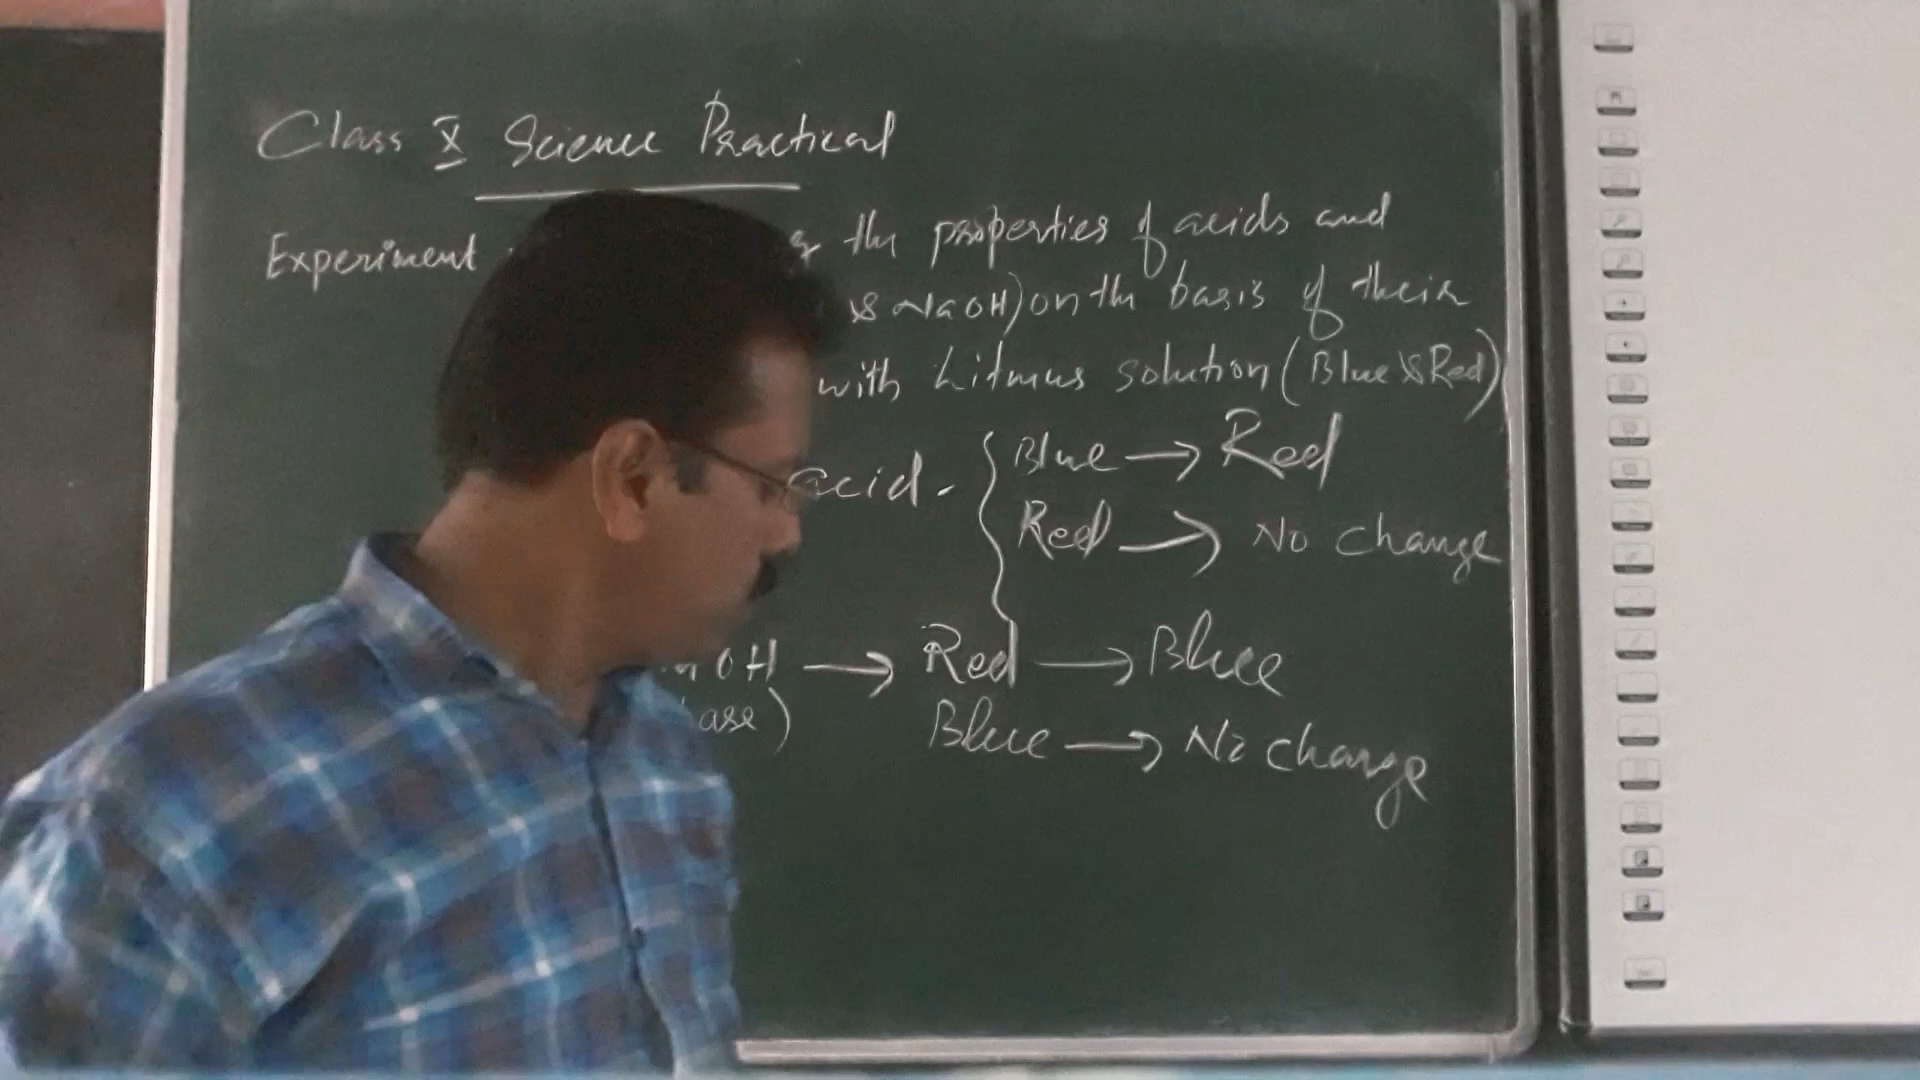 Class X Science Practical
Experiment the properties of acids and
& NaOH) on the basis of their
with Litmus solution (Blue & Red)
acid - { Blue → Red
Red → No change
OH → Red → Blue
ase) Blue → No change